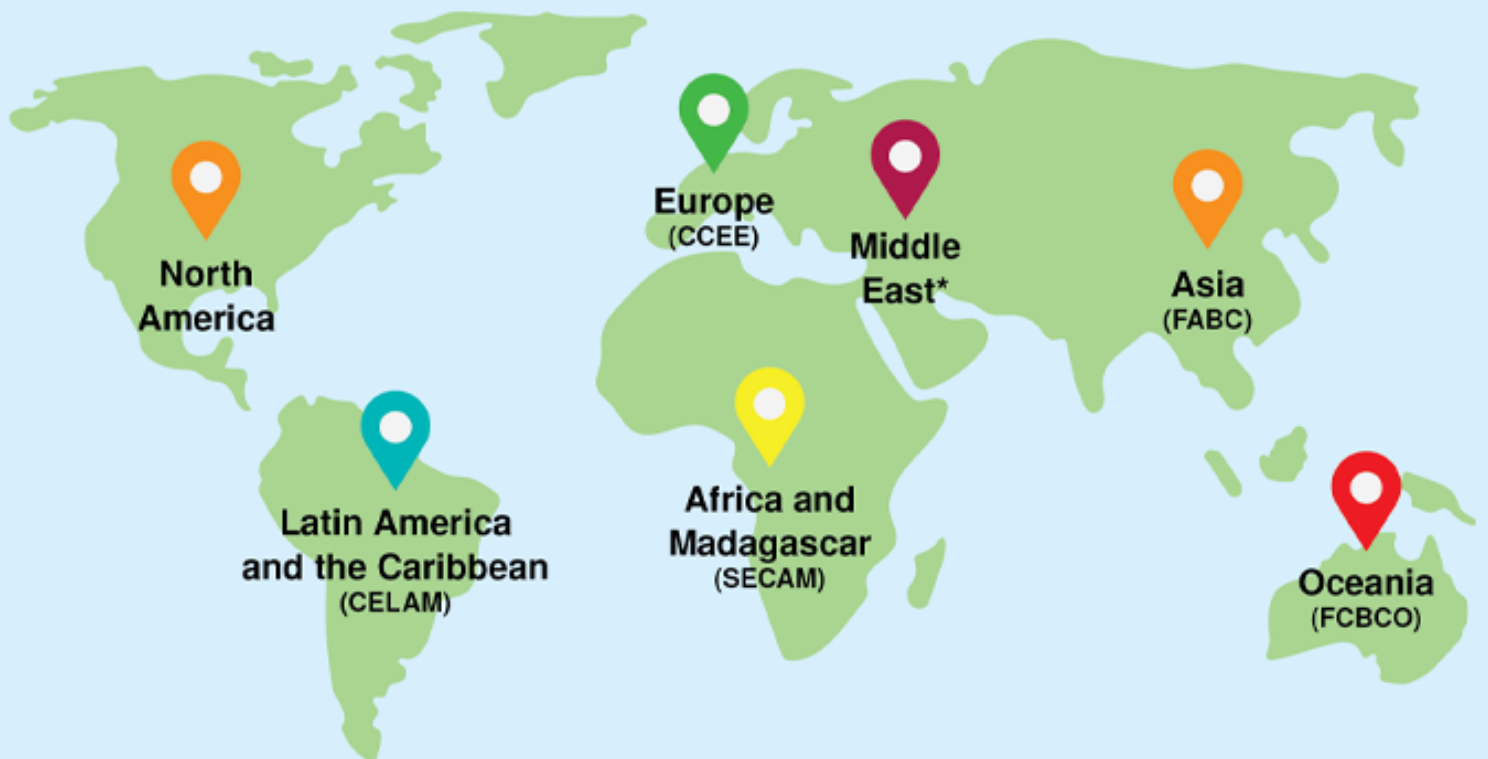 North
America
Europe
(CCEE)
Middle
East*
Asia
(FABC)
Latin America
and the Caribbean
(CELAM)
Africa and
Madagascar
(SECAM)
Oceania
(FCBCO)